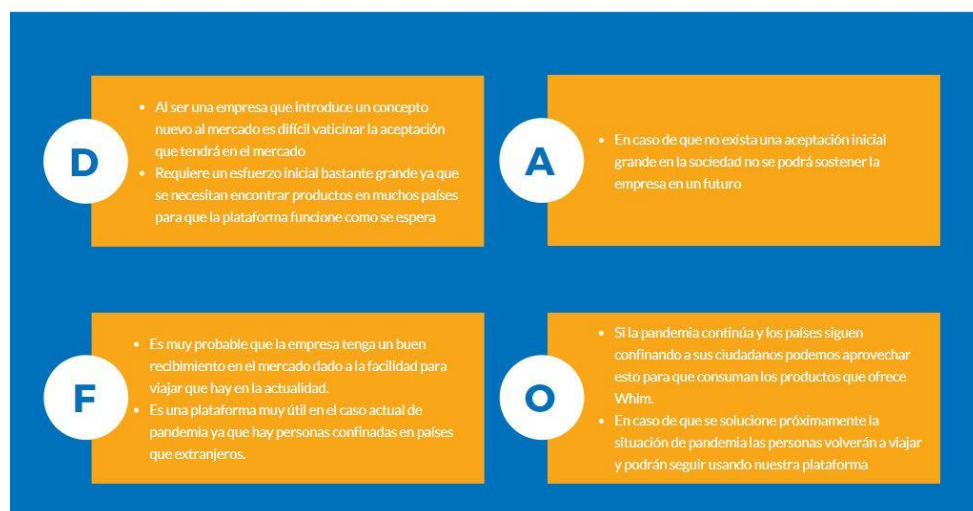 D
• Al ser una empresa que introduce un concepto
nuevo al mercado es difícil vaticinar la aceptación
que tendrá en el mercado
• Requiere un esfuerzo inicial bastante grande ya que
se necesitan encontrar productos en muchos países
para que la plataforma funcione como se espera
A
• En caso de que no exista una aceptación inicial
grande en la sociedad no se podrá sostener la
empresa en un futuro
F
• Es muy probable que la empresa tenga un buen
recibimiento en el mercado dado a la facilidad para
viajar que hay en la actualidad.
• Es una plataforma muy útil en el caso actual de
pandemia ya que hay personas confinadas en países
que extranjeros.
O
• Si la pandemia continúa y los países siguen
confinando a sus ciudadanos podemos aprovechar
esto para que consuman los productos que ofrece
Whim.
• En caso de que se solucione próximamente la
situación de pandemia las personas volverán a viajar
y podrán seguir usando nuestra plataforma